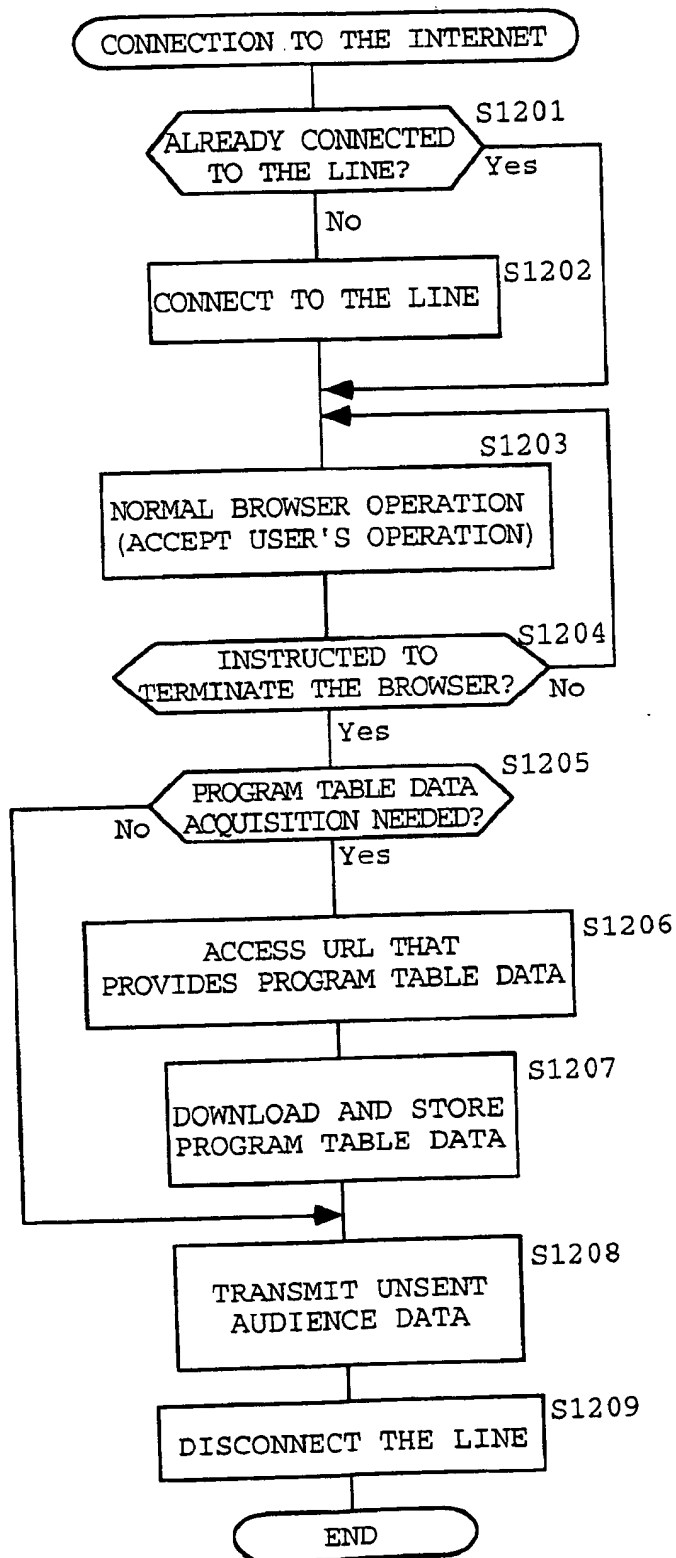 CONNECTION TO THE INTERNET
S1201
ALREADY CONNECTED
TO THE LINE?
Yes
No
S1202
CONNECT TO THE LINE
S1203
NORMAL BROWSER OPERATION
(ACCEPT USER'S OPERATION)
S1204
INSTRUCTED TO
TERMINATE THE BROWSER?
No
Yes
S1205
PROGRAM TABLE DATA
ACQUISITION NEEDED?
No
Yes
S1206
ACCESS URL THAT
PROVIDES PROGRAM TABLE DATA
S1207
DOWNLOAD AND STORE
PROGRAM TABLE DATA
S1208
TRANSMIT UNSENT
AUDIENCE DATA
S1209
DISCONNECT THE LINE
END